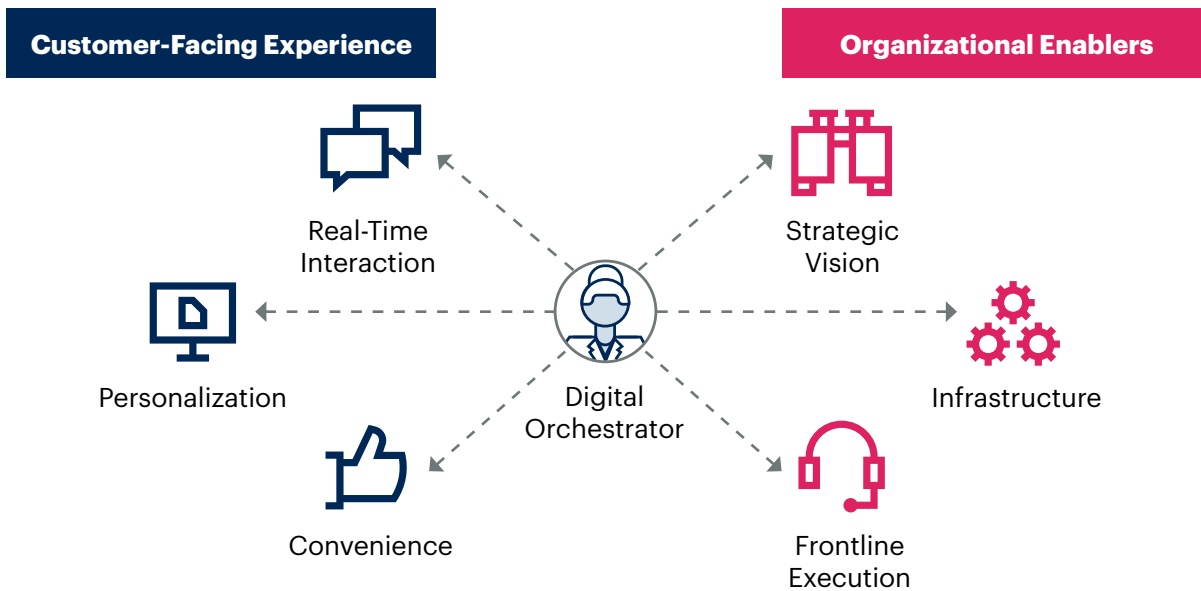 Customer-Facing Experience
Organizational Enablers
Real-Time
Interaction
Strategic
Vision
Personalization
Digital
Orchestrator
Infrastructure
Convenience
Frontline
Execution